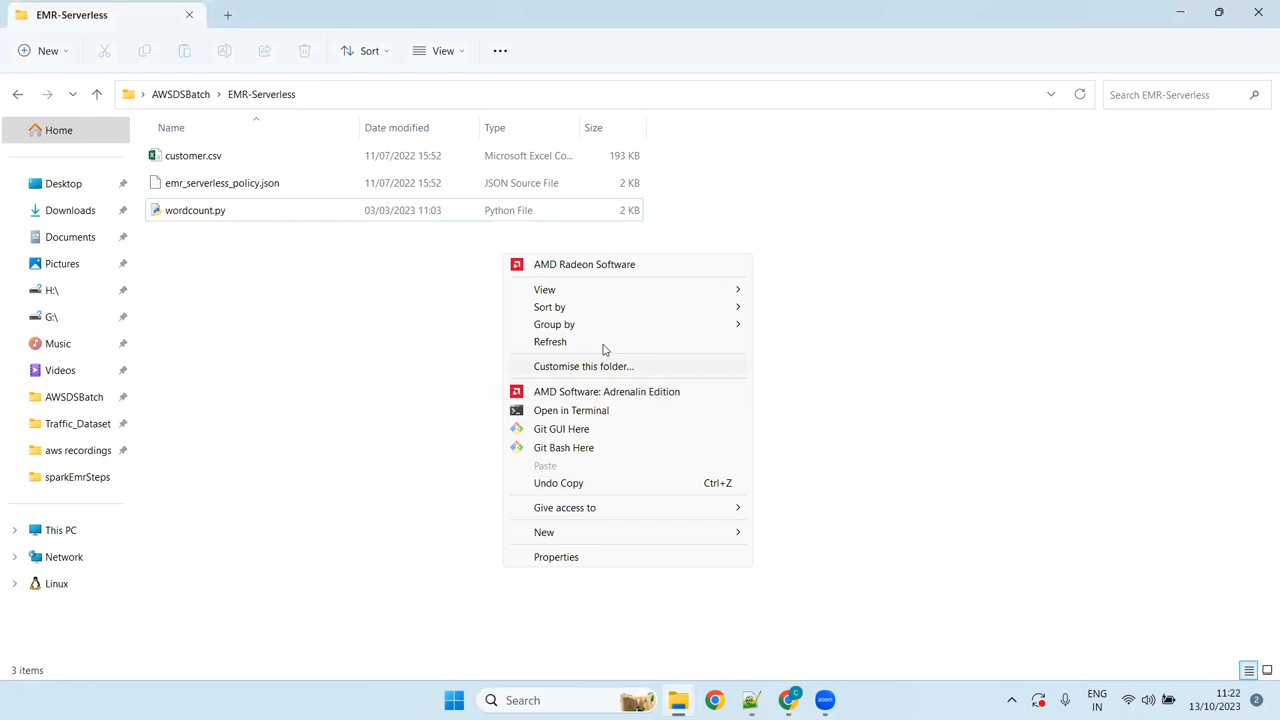 EMR-Serverless
New
Sort
View
AWSDSBatch > EMR-Serverless
Search EMR-Serverless
Home
Desktop
Downloads
Documents
Pictures
H:\
G:\
Music
Videos
AWSDSBatch
Traffic_Dataset
aws recordings
sparkEmrSteps
This PC
Network
Linux
Name Date modified Type Size
customer.csv 11/07/2022 15:52 Microsoft Excel Co... 193 KB
emr_serverless_policy.json 11/07/2022 15:52 JSON Source File 2 KB
wordcount.py 03/03/2023 11:03 Python File 2 KB
AMD Radeon Software
View
Sort by
Group by
Refresh
Customise this folder...
AMD Software: Adrenalin Edition
Open in Terminal
Git GUI Here
Git Bash Here
Paste
Undo Copy Ctrl+Z
Give access to
New
Properties
3 items
Search
C
zoom
ENG
IN
11:22
13/10/2023
2